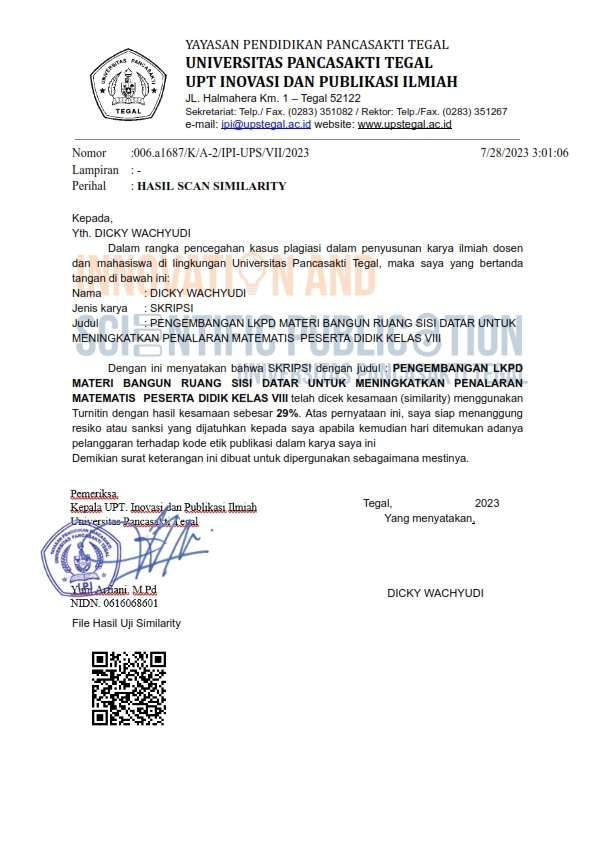 UNIVERSITAS PANCASAKTI
TEGAL
YAYASAN PENDIDIKAN PANCASAKTI TEGAL
UNIVERSITAS PANCASAKTI TEGAL
UPT INOVASI DAN PUBLIKASI ILMIAH
JL. Halmahera Km. 1 – Tegal 52122
Sekretariat: Telp./ Fax. (0283) 351082 / Rektor: Telp./Fax. (0283) 351267
e-mail: ipi@upstegal.ac.id website: www.upstegal.ac.id
Nomor :006.a1687/K/A-2/IPI-UPS/VII/2023 7/28/2023 3:01:06
Lampiran : -
Perihal : HASIL SCAN SIMILARITY
Kepada,
Yth. DICKY WACHYUDI
Dalam rangka pencegahan kasus plagiasi dalam penyusunan karya ilmiah dosen
dan mahasiswa di lingkungan Universitas Pancasakti Tegal, maka saya yang bertanda
tangan di bawah ini:
INNOVATION AND
Nama : DICKY WACHYUDI
Jenis karya : SKRIPSI
Judul : PENGEMBANGAN LKPD MATERI BANGUN RUANG SISI DATAR UNTUK
MENINGKATKAN PENALARAN MATEMATIS PESERTA DIDIK KELAS VIII
SCIENTIFIC PUBLICATION
Dengan ini menyatakan bahwa SKRIPSI dengan judul : PENGEMBANGAN LKPD
UNIVERSITAS PANCASAKTI TEGAL
MATERI BANGUN RUANG SISI DATAR UNTUK MENINGKATKAN PENALARAN
MATEMATIS PESERTA DIDIK KELAS VIII telah dicek kesamaan (similarity) menggunakan
Turnitin dengan hasil kesamaan sebesar 29%. Atas pernyataan ini, saya siap menanggung
resiko atau sanksi yang dijatuhkan kepada saya apabila kemudian hari ditemukan adanya
pelanggaran terhadap kode etik publikasi dalam karya saya ini
Demikian surat keterangan ini dibuat untuk dipergunakan sebagaimana mestinya.
Pemeriksa,
Kepala UPT. Inovasi dan Publikasi Ilmiah
Universitas Pancasakti Tegal
Tegal, 2023
Yang menyatakan,
IPI
Yuni Arfiani, M.Pd
NIDN. 0616068601
DICKY WACHYUDI
File Hasil Uji Similarity